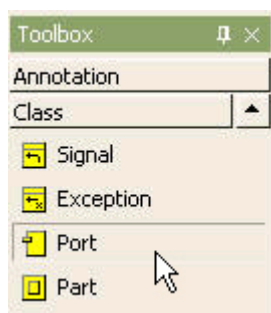 Toolbox
Annotation
Class
Signal
Exception
Port
Part